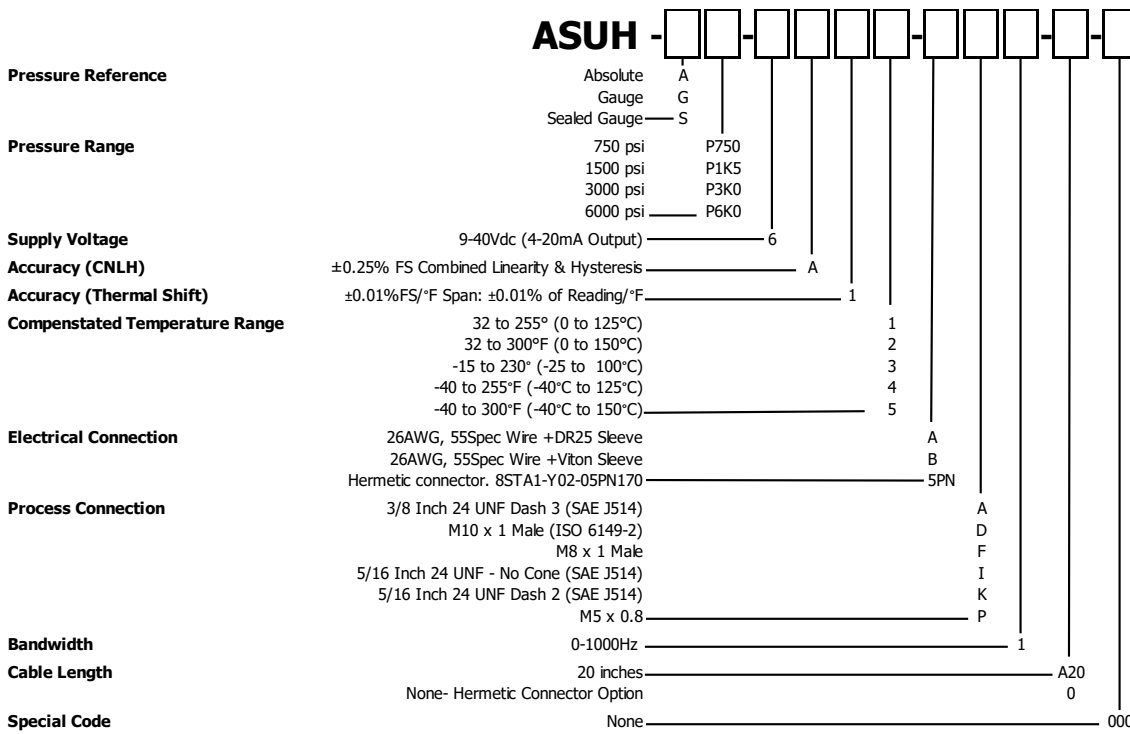 ASUH - - - - -
Pressure Reference Absolute A
Gauge G
Sealed Gauge S
Pressure Range 750 psi P750
1500 psi P1K5
3000 psi P3K0
6000 psi P6K0
Supply Voltage 9-40Vdc (4-20mA Output) 6
Accuracy (CNLH) ±0.25% FS Combined Linearity & Hysteresis A
Accuracy (Thermal Shift) ±0.01%FS/°F Span: ±0.01% of Reading/°F 1
Compenstated Temperature Range 32 to 255° (0 to 125°C) 1
32 to 300°F (0 to 150°C) 2
-15 to 230° (-25 to 100°C) 3
-40 to 255°F (-40°C to 125°C) 4
-40 to 300°F (-40°C to 150°C) 5
Electrical Connection 26AWG, 55Spec Wire +DR25 Sleeve A
26AWG, 55Spec Wire +Viton Sleeve B
Hermetic connector. 8STA1-Y02-05PN170 5PN
Process Connection 3/8 Inch 24 UNF Dash 3 (SAE J514) A
M10 x 1 Male (ISO 6149-2) D
M8 x 1 Male F
5/16 Inch 24 UNF - No Cone (SAE J514) I
5/16 Inch 24 UNF Dash 2 (SAE J514) K
M5 x 0.8 P
Bandwidth 0-1000Hz 1
Cable Length 20 inches A20
None- Hermetic Connector Option 0
Special Code None 000